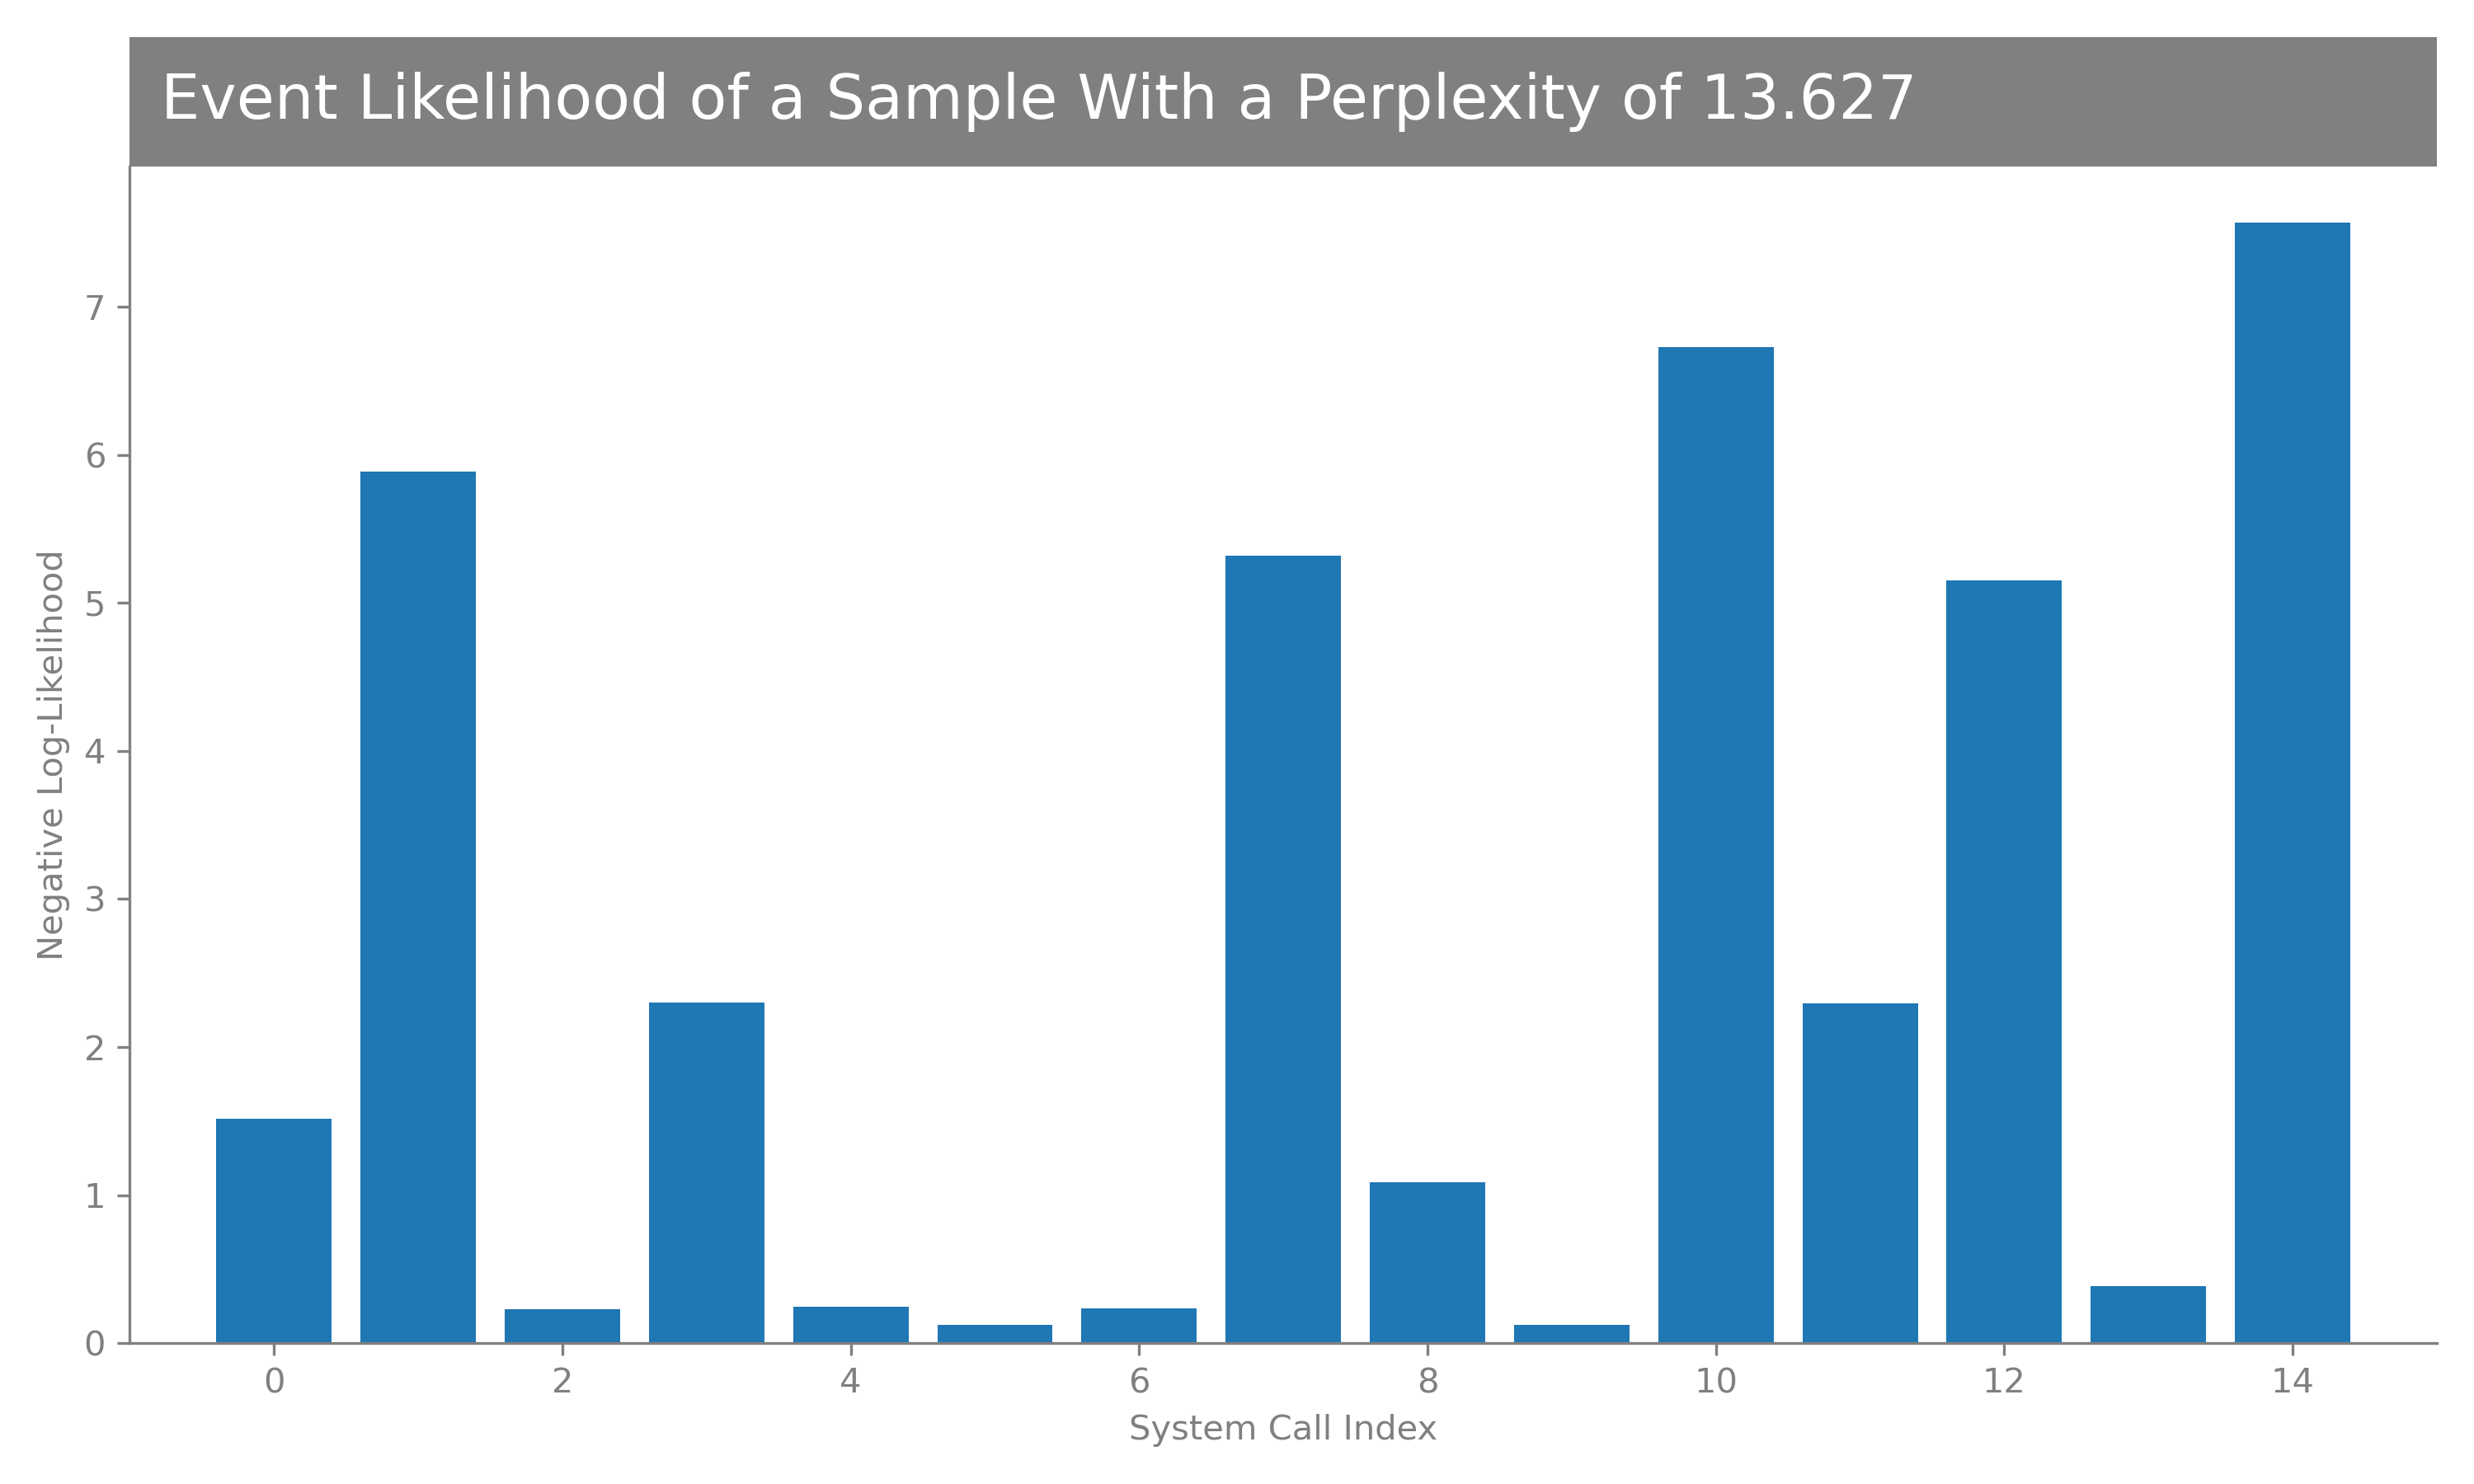 Event Likelihood of a Sample With a Perplexity of 13.627
Negative Log-Likelihood
7
6
5
4
3
2
1
0
0 2 4 6 8 10 12 14
System Call Index